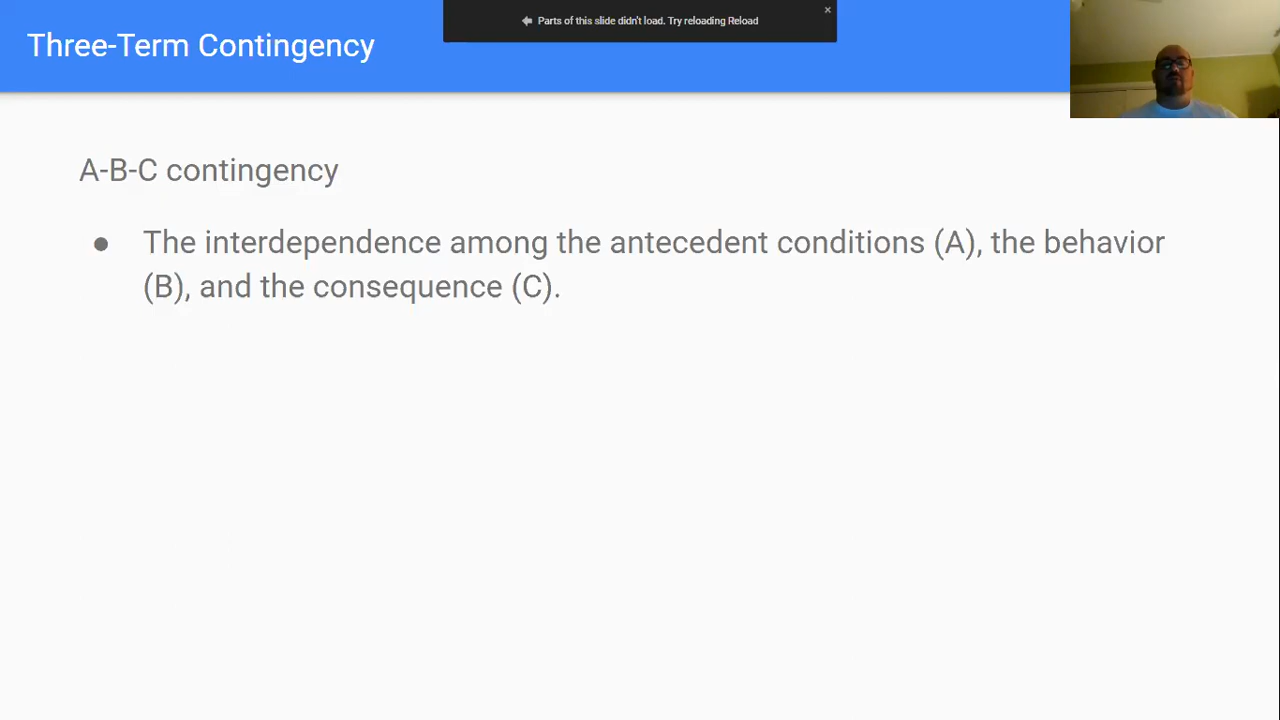 Three-Term Contingency
Parts of this slide didn't load. Try reloading Reload
×
A-B-C contingency
● The interdependence among the antecedent conditions (A), the behavior
(B), and the consequence (C).